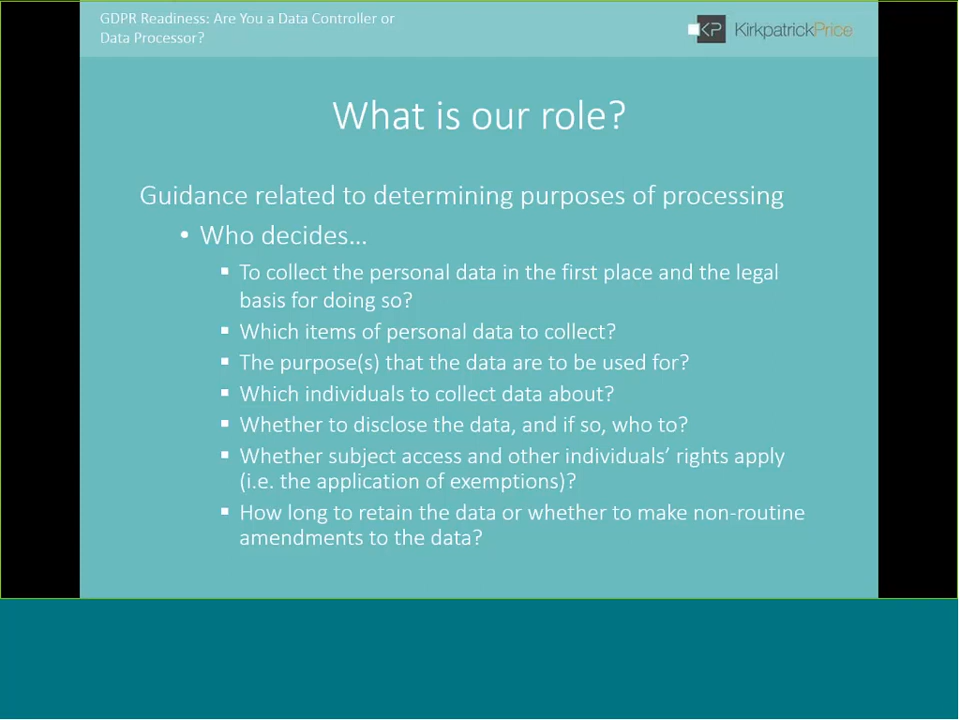 GDPR Readiness: Are You a Data Controller or
Data Processor?
KP KirkpatrickPrice
What is our role?
Guidance related to determining purposes of processing
• Who decides...
▪ To collect the personal data in the first place and the legal
basis for doing so?
▪ Which items of personal data to collect?
▪ The purpose(s) that the data are to be used for?
▪ Which individuals to collect data about?
▪ Whether to disclose the data, and if so, who to?
▪ Whether subject access and other individuals’ rights apply
(i.e. the application of exemptions)?
▪ How long to retain the data or whether to make non-routine
amendments to the data?